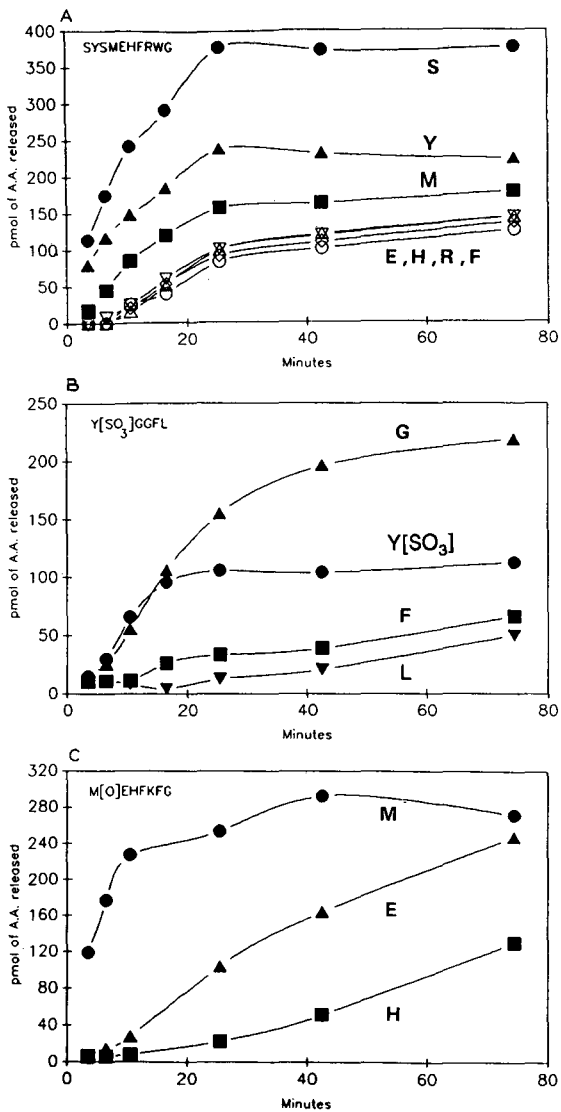 A
400
SYSMEHFRWG
350
S
300
250
Y
200
M
150
100
E , H , R , F
50
0
pmol of A.A. released
0 20 40 60 80
Minutes
B
250
Y[SO3]GGFL
G
200
150
Y[SO3]
100
F
50
L
0
pmol of A.A. released
0 20 40 60 80
Minutes
C
320
M[O]EHFKFG
M
280
240
200
E
160
120
H
80
40
0
pmol of A.A. released
0 20 40 60 80
Minutes